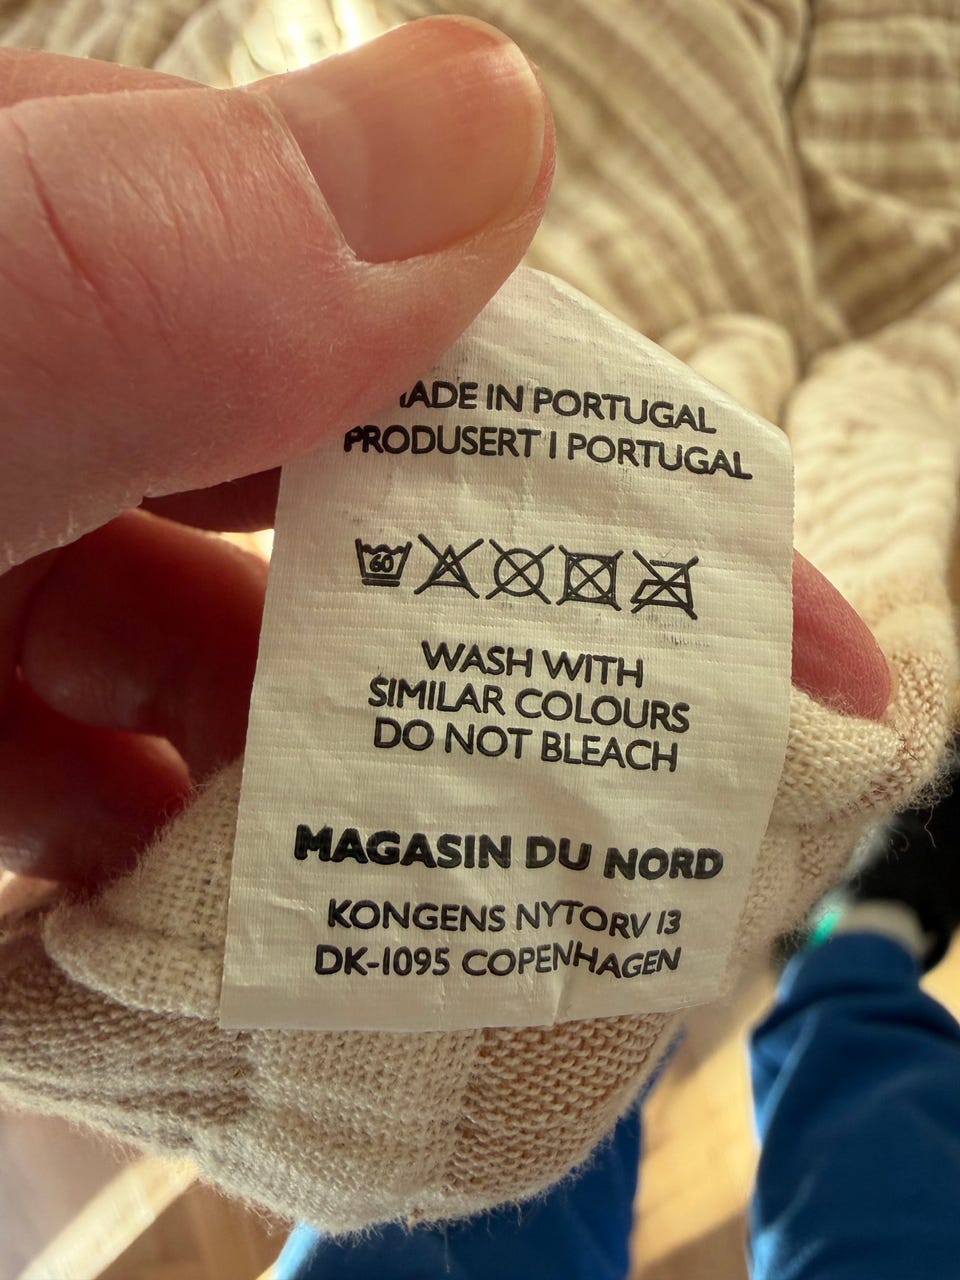 MADE IN PORTUGAL
PRODUSERT I PORTUGAL
60
WASH WITH
SIMILAR COLOURS
DO NOT BLEACH
MAGASIN DU NORD
KONGENS NYTORV 13
DK-1095 COPENHAGEN